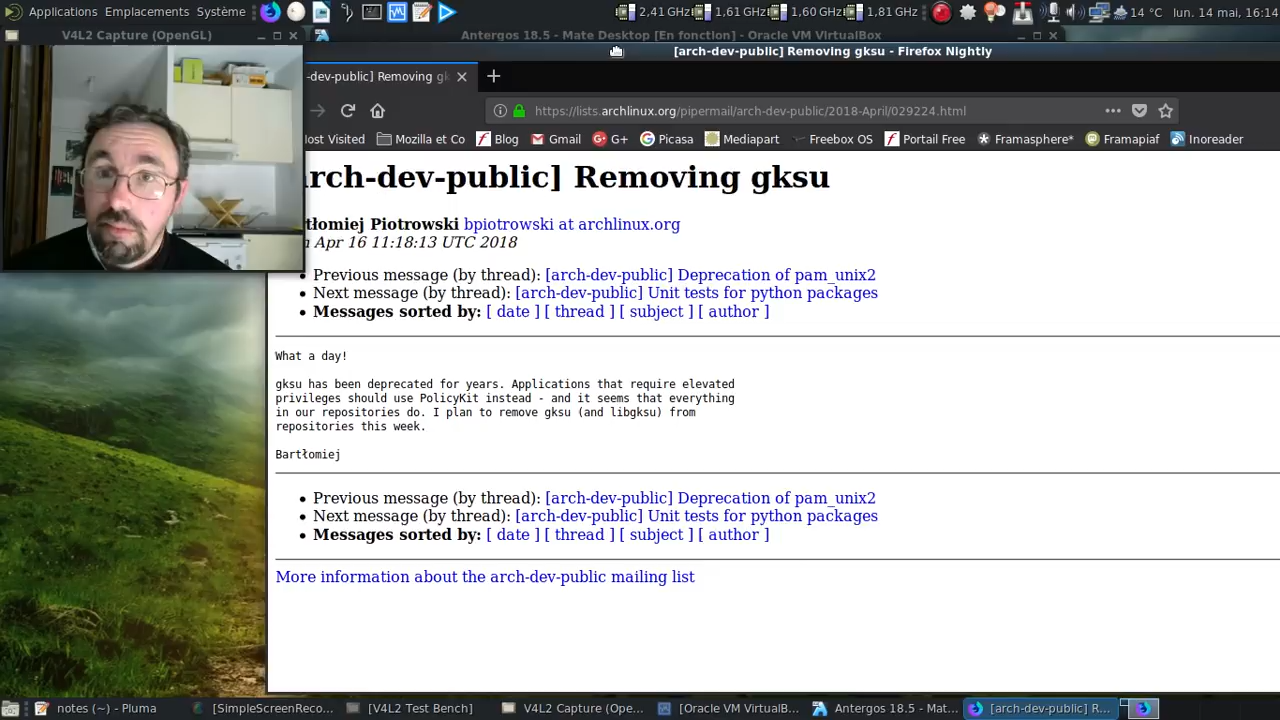 Applications Emplacements Système
2,41 GHz 1,61 GHz 1,60 GHz 1,81 GHz 14 °C lun. 14 mai, 16:14
V4L2 Capture (OpenGL)
Antergos 18.5 - Mate Desktop [En fonction] - Oracle VM VirtualBox
[arch-dev-public] Removing gksu - Firefox Nightly
-dev-public] Removing gk
https://lists.archlinux.org/pipermail/arch-dev-public/2018-April/029224.html
ost Visited Mozilla et Co Blog Gmail G+ Picasa Mediapart Freebox OS Portail Free Framasphere* Framapiaf Inoreader
arch-dev-public] Removing gksu
tłomiej Piotrowski bpiotrowski at archlinux.org
Apr 16 11:18:13 UTC 2018
• Previous message (by thread): [arch-dev-public] Deprecation of pam_unix2
• Next message (by thread): [arch-dev-public] Unit tests for python packages
• Messages sorted by: [ date ] [ thread ] [ subject ] [ author ]
What a day!
gksu has been deprecated for years. Applications that require elevated
privileges should use PolicyKit instead - and it seems that everything
in our repositories do. I plan to remove gksu (and libgksu) from
repositories this week.
Bartłomiej
• Previous message (by thread): [arch-dev-public] Deprecation of pam_unix2
• Next message (by thread): [arch-dev-public] Unit tests for python packages
• Messages sorted by: [ date ] [ thread ] [ subject ] [ author ]
More information about the arch-dev-public mailing list
notes (~) - Pluma [SimpleScreenReco... [V4L2 Test Bench] V4L2 Capture (Ope... [Oracle VM VirtualB... Antergos 18.5 - Mat... [arch-dev-public] R...